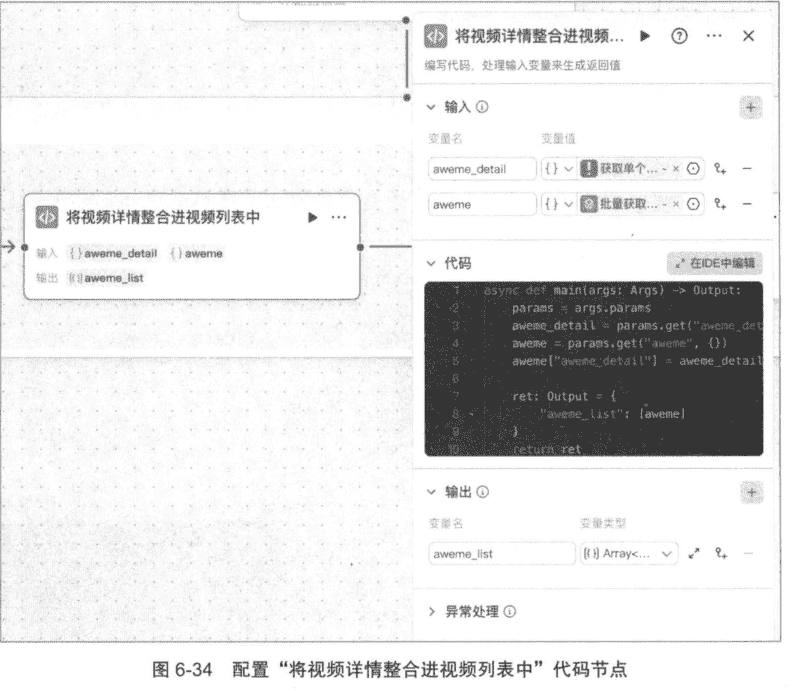 将视频详情整合进视频...
编写代码，处理输入变量来生成返回值
输入
变量名 变量值
aweme_detail { } 获取单个... - ×
aweme { } 批量获取... - ×
将视频详情整合进视频列表中
输入 { } aweme_detail { } aweme
输出 [{}] aweme_list
代码 在IDE中编辑
1 async def main(args: Args) -> Output:
2 params = args.params
3 aweme_detail = params.get("aweme_det
4 aweme = params.get("aweme", {})
5 aweme["aweme_detail"] = aweme_detail
6
7 ret: Output = {
8 "aweme_list": [aweme]
9 }
10 return ret
输出
变量名 变量类型
aweme_list [{}] Array<...
异常处理
图 6-34 配置“将视频详情整合进视频列表中”代码节点